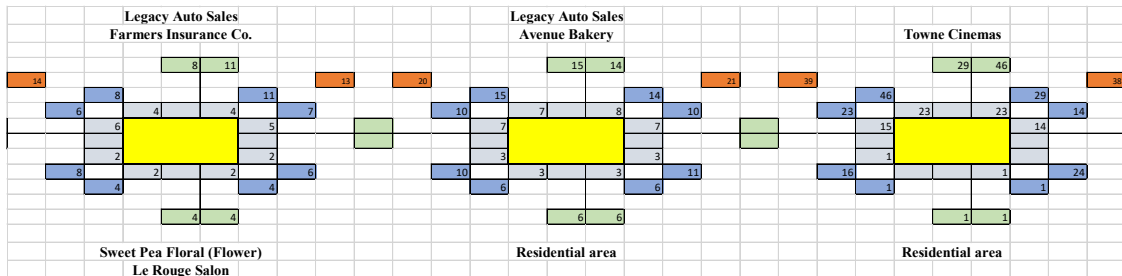 Legacy Auto Sales Legacy Auto Sales
Farmers Insurance Co. Avenue Bakery Towne Cinemas
8 11 15 14 29 46
14 13 20 21 39 38
8 11 15 14 46 29
6 4 4 7 10 7 8 10 23 23 23 14
6 5 7 7 15 14
2 2 3 3 1
8 2 2 6 10 3 3 11 16 1 24
4 4 6 6 1 1
4 4 6 6 1 1
Sweet Pea Floral (Flower) Residential area Residential area
Le Rouge Salon